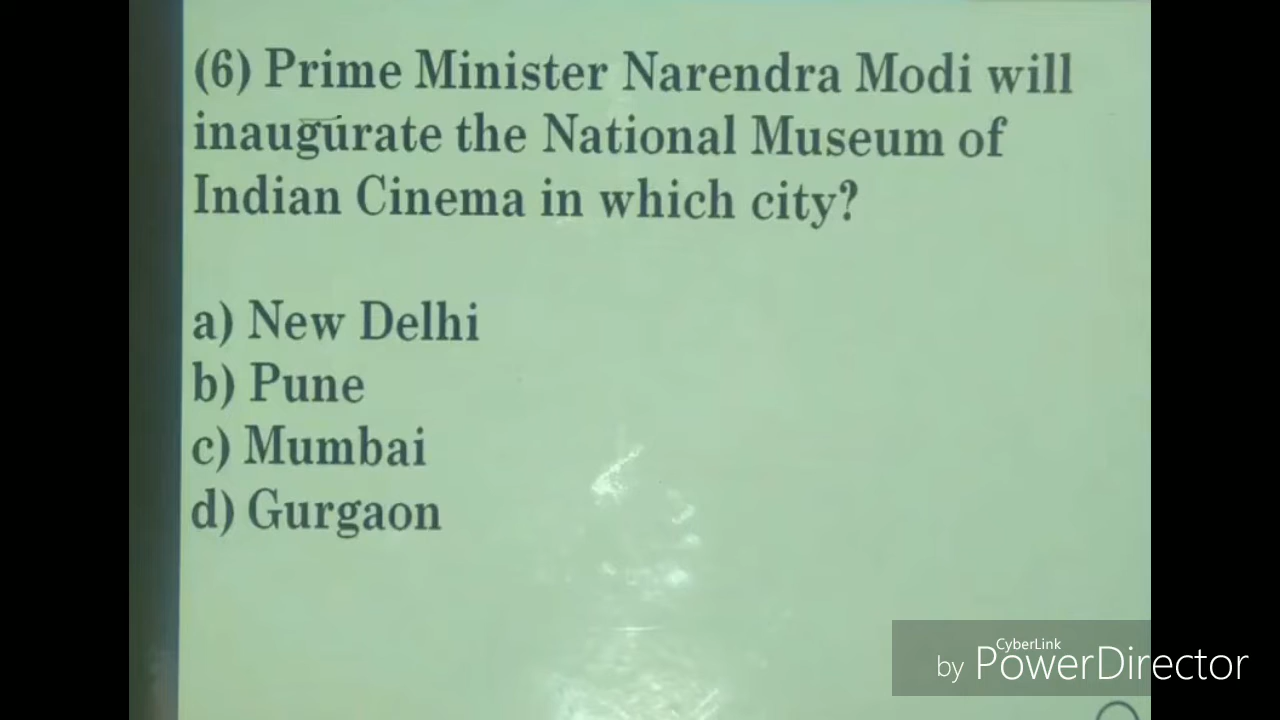 (6) Prime Minister Narendra Modi will
inaugurate the National Museum of
Indian Cinema in which city?
a) New Delhi
b) Pune
c) Mumbai
d) Gurgaon
CyberLink
by PowerDirector